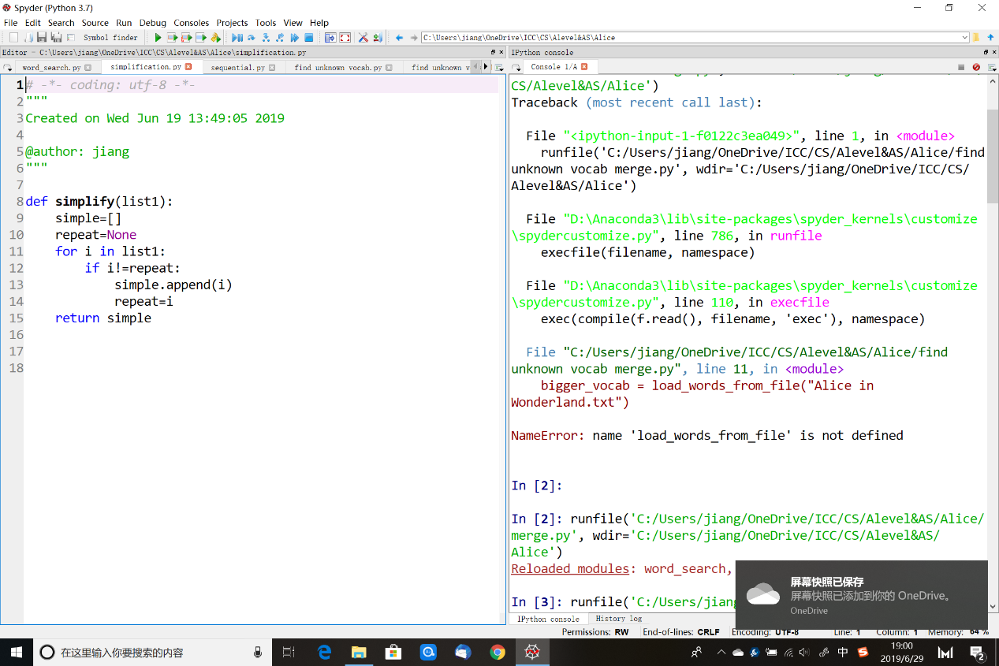 Spyder (Python 3.7)
File Edit Search Source Run Debug Consoles Projects Tools View Help
Symbol finder
C:\Users\jiang\OneDrive\ICC\CS\Alevel&AS\Alice
Editor - C:\Users\jiang\OneDrive\ICC\CS\Alevel&AS\Alice\simplification.py
word_search.py simplification.py sequential.py find unknown vocab.py find unknown v
1 # -*- coding: utf-8 -*-
2 """
3 Created on Wed Jun 19 13:49:05 2019
4
5 @author: jiang
6 """
7
8 def simplify(list1):
9 simple=[]
10 repeat=None
11 for i in list1:
12 if i!=repeat:
13 simple.append(i)
14 repeat=i
15 return simple
16
17
18
IPython console
Console 1/A
CS/Alevel&AS/Alice')
Traceback (most recent call last):
File "<ipython-input-1-f0122c3ea049>", line 1, in <module>
runfile('C:/Users/jiang/OneDrive/ICC/CS/Alevel&AS/Alice/find
unknown vocab merge.py', wdir='C:/Users/jiang/OneDrive/ICC/CS/
Alevel&AS/Alice')
File "D:\Anaconda3\lib\site-packages\spyder_kernels\customize
\spydercustomize.py", line 786, in runfile
execfile(filename, namespace)
File "D:\Anaconda3\lib\site-packages\spyder_kernels\customize
\spydercustomize.py", line 110, in execfile
exec(compile(f.read(), filename, 'exec'), namespace)
File "C:/Users/jiang/OneDrive/ICC/CS/Alevel&AS/Alice/find
unknown vocab merge.py", line 11, in <module>
bigger_vocab = load_words_from_file("Alice in
Wonderland.txt")
NameError: name 'load_words_from_file' is not defined
In [2]:
In [2]: runfile('C:/Users/jiang/OneDrive/ICC/CS/Alevel&AS/Alice/
merge.py', wdir='C:/Users/jiang/OneDrive/ICC/CS/Alevel&AS/
Alice')
Reloaded modules: word_search,
In [3]: runfile('C:/Users/jiang
屏幕快照已保存
屏幕快照已添加到你的 OneDrive。
OneDrive
IPython console History log
Permissions: RW End-of-lines: CRLF Encoding: UTF-8 Line: 1 Column: 1 Memory: 64 %
在这里输入你要搜索的内容
中
19:00
2019/6/29
2